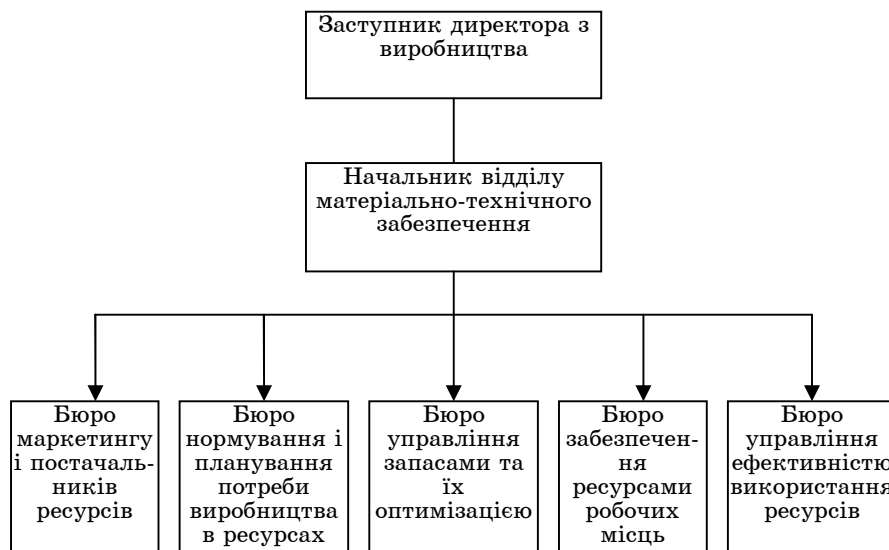 Заступник директора з
виробництва
Начальник відділу
матеріально-технічного
забезпечення
Бюро
маркетингу
і постачаль-
ників
ресурсів
Бюро
нормування і
планування
потреби
виробництва
в ресурсах
Бюро
управління
запасами та
їх
оптимізацією
Бюро
забезпечен-
ня
ресурсами
робочих
місць
Бюро
управління
ефективністю
використання
ресурсів